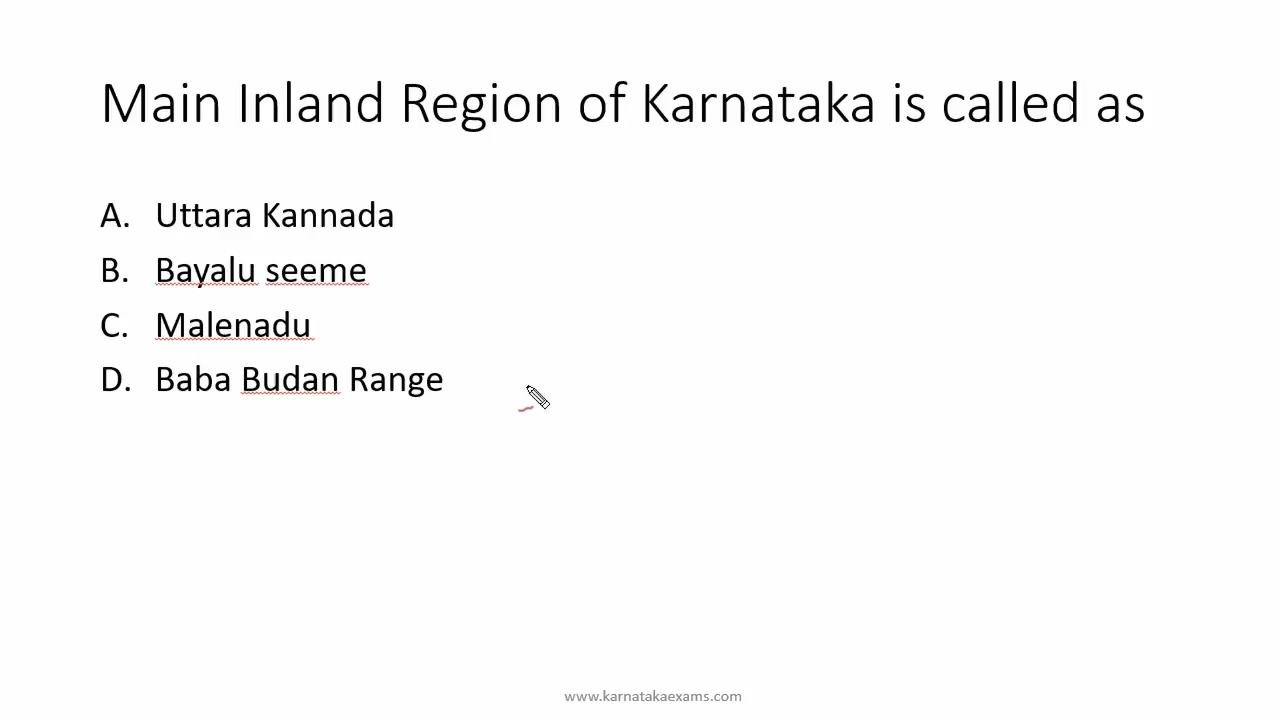 Main Inland Region of Karnataka is called as
A. Uttara Kannada
B. Bayalu seeme
C. Malenadu
D. Baba Budan Range
www.karnatakaexams.com